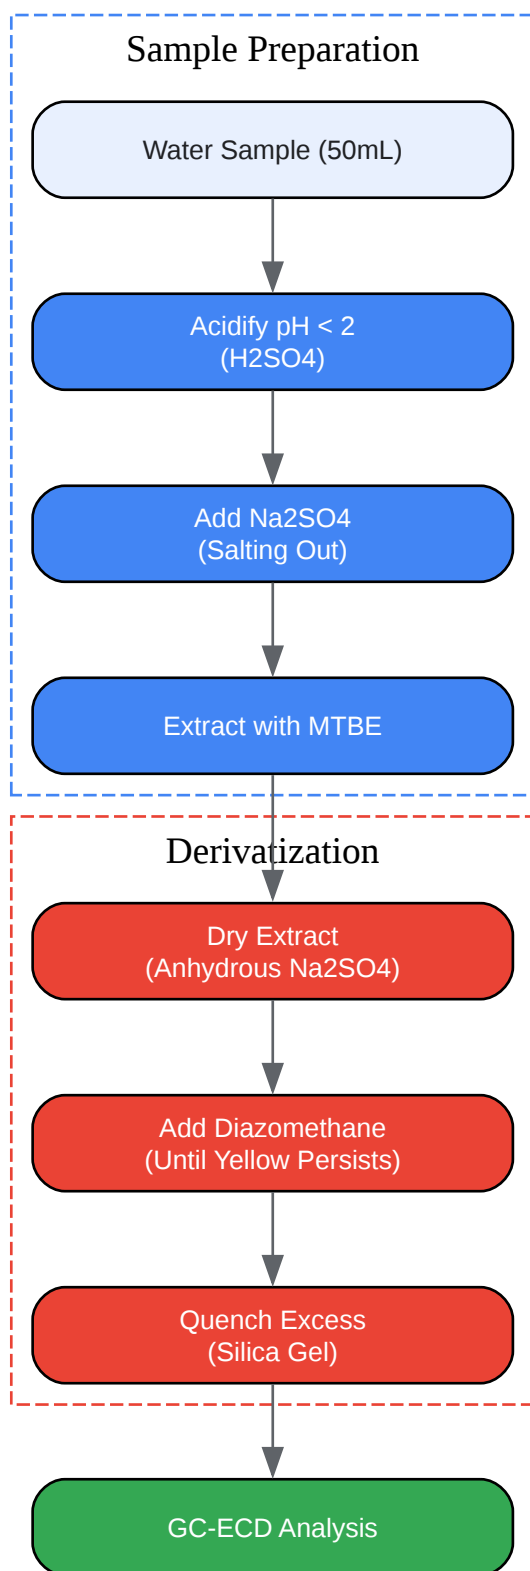 Sample Preparation
Water Sample (50mL)
Acidify pH < 2
(H2SO4)
Add Na2SO4
(Salting Out)
Extract with MTBE
Derivatization
Dry Extract
(Anhydrous Na2SO4)
Add Diazomethane
(Until Yellow Persists)
Quench Excess
(Silica Gel)
GC-ECD Analysis